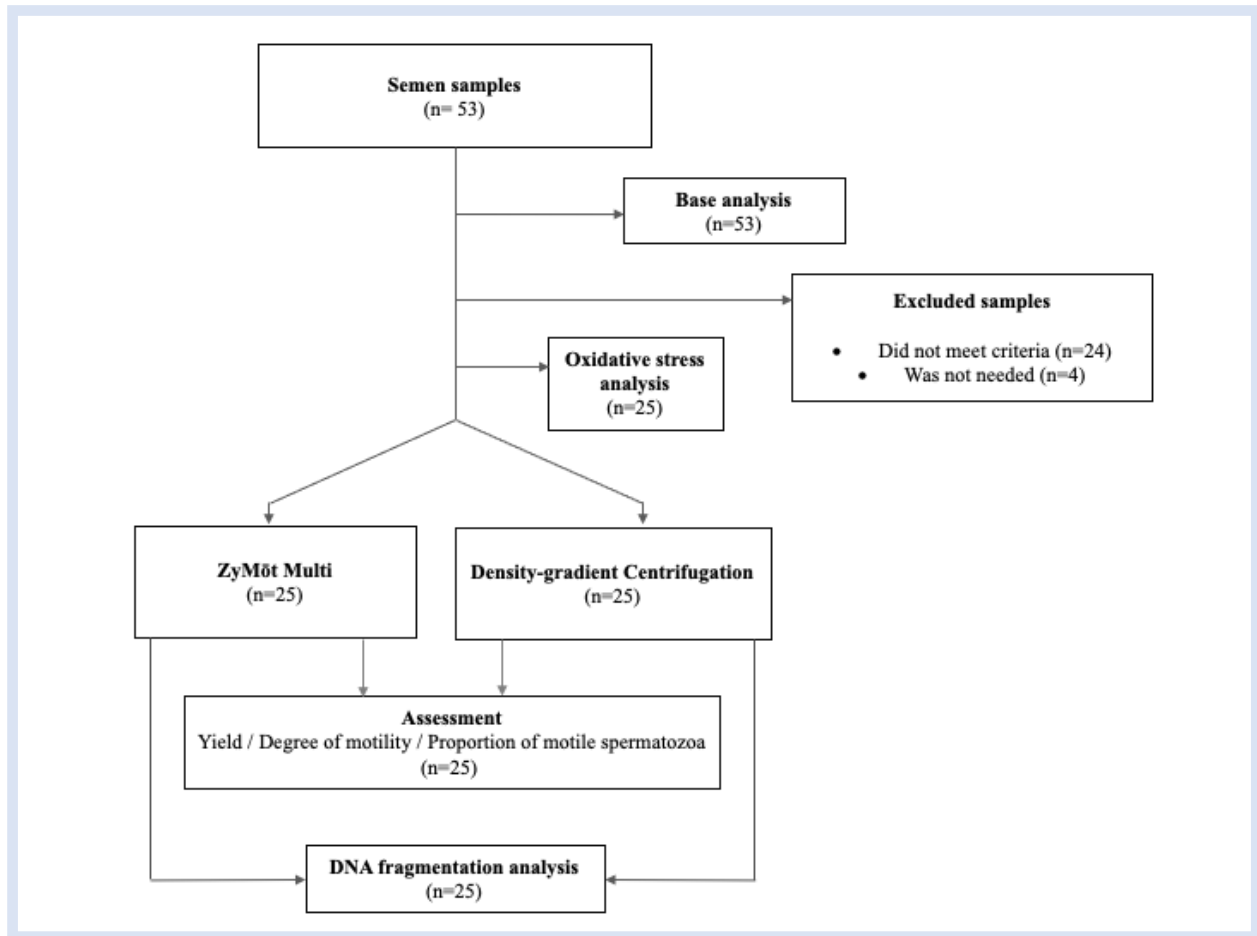 Semen samples
(n= 53)
Base analysis
(n=53)
Excluded samples
• Did not meet criteria (n=24)
• Was not needed (n=4)
Oxidative stress
analysis
(n=25)
ZyMōt Multi
(n=25)
Density-gradient Centrifugation
(n=25)
Assessment
Yield / Degree of motility / Proportion of motile spermatozoa
(n=25)
DNA fragmentation analysis
(n=25)